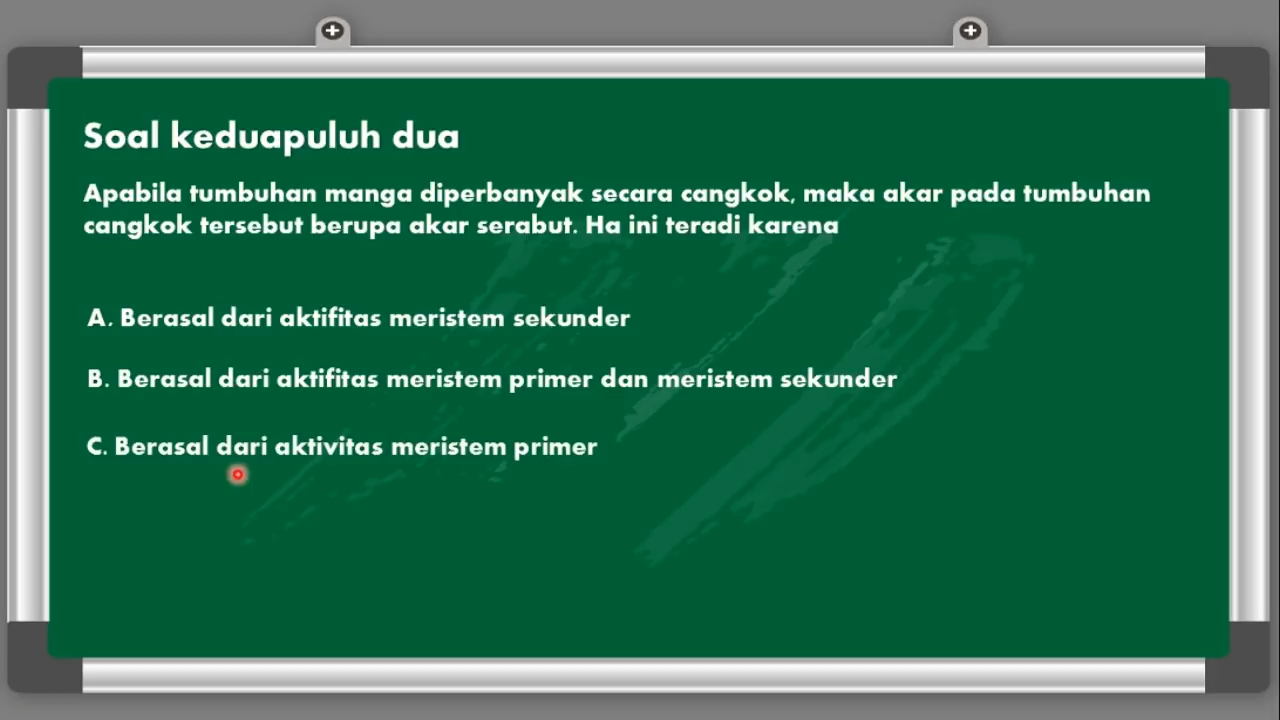 Soal keduapuluh dua
Apabila tumbuhan manga diperbanyak secara cangkok, maka akar pada tumbuhan
cangkok tersebut berupa akar serabut. Ha ini teradi karena
A. Berasal dari aktifitas meristem sekunder
B. Berasal dari aktifitas meristem primer dan meristem sekunder
C. Berasal dari aktivitas meristem primer